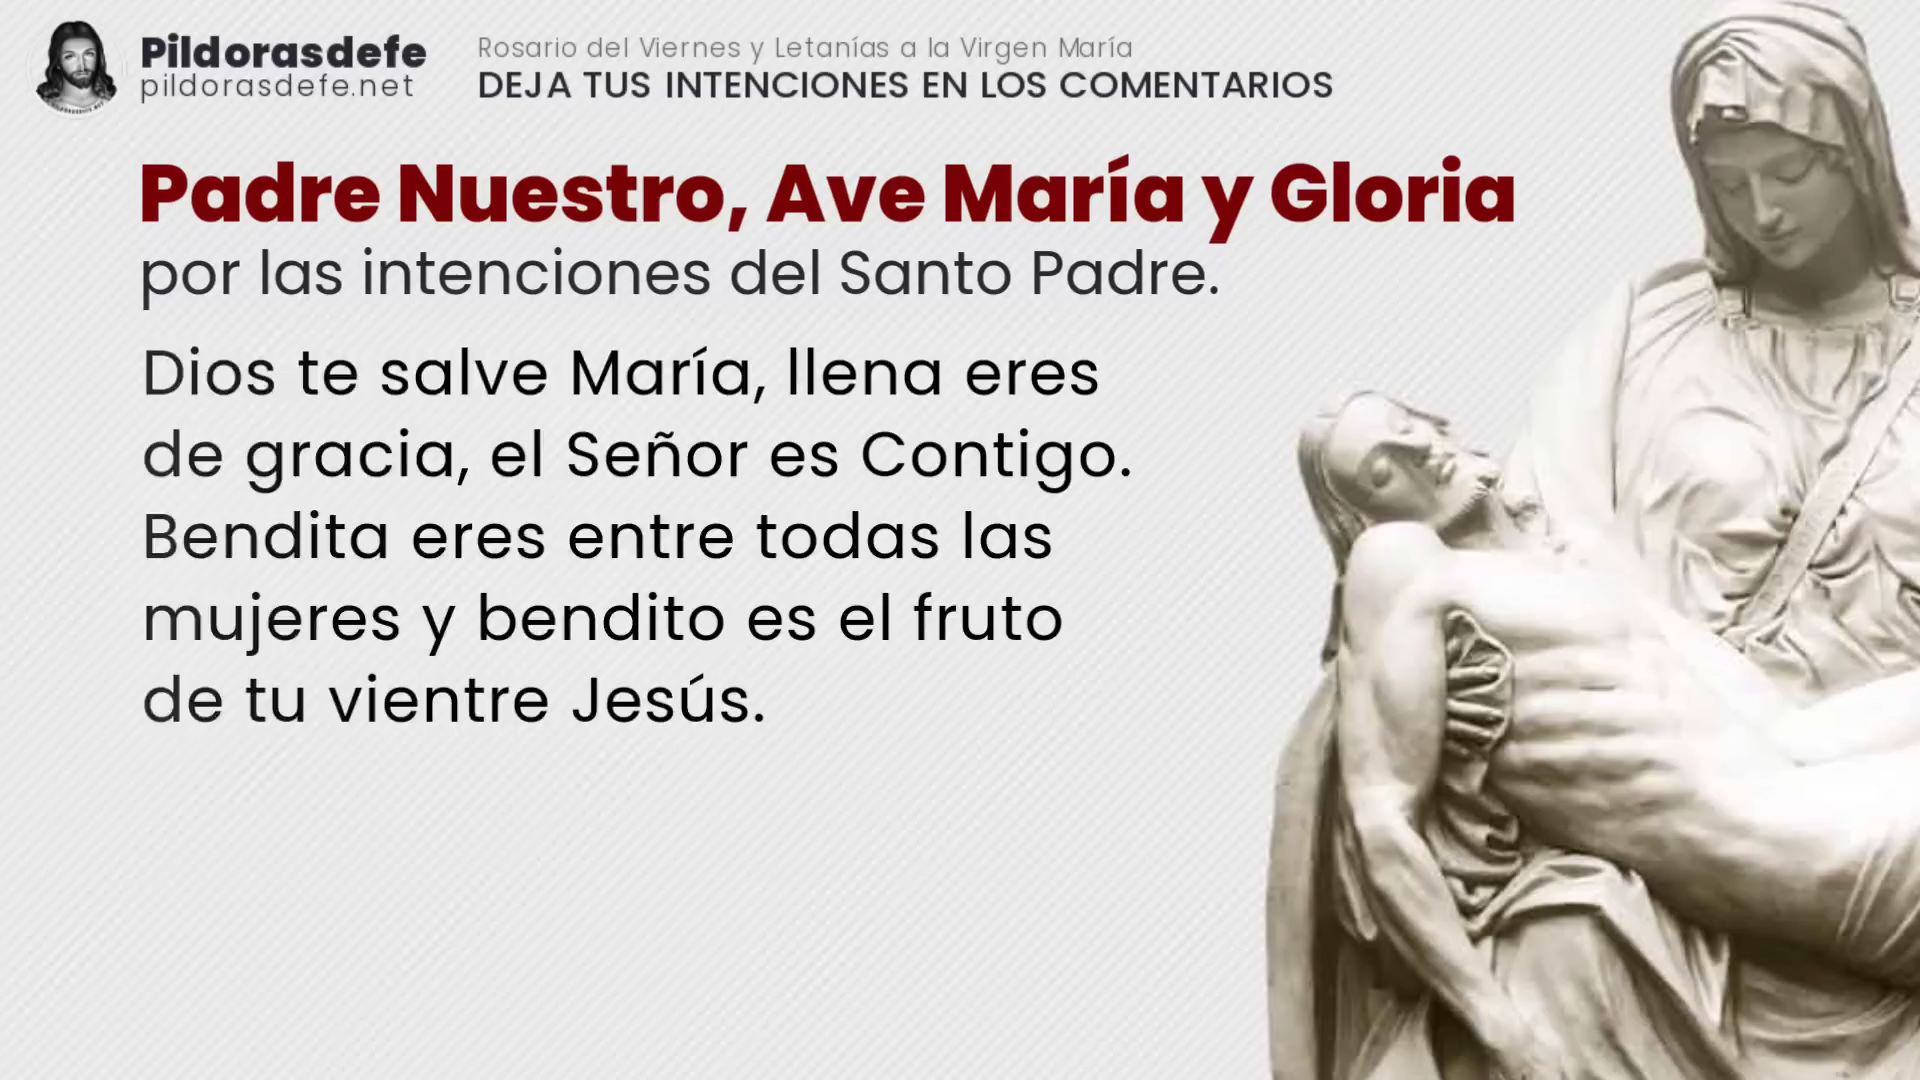 Pildorasdefe
pildorasdefe.net
Rosario del Viernes y Letanías a la Virgen María
DEJA TUS INTENCIONES EN LOS COMENTARIOS
Padre Nuestro, Ave María y Gloria
por las intenciones del Santo Padre.
Dios te salve María, llena eres
de gracia, el Señor es Contigo.
Bendita eres entre todas las
mujeres y bendito es el fruto
de tu vientre Jesús.